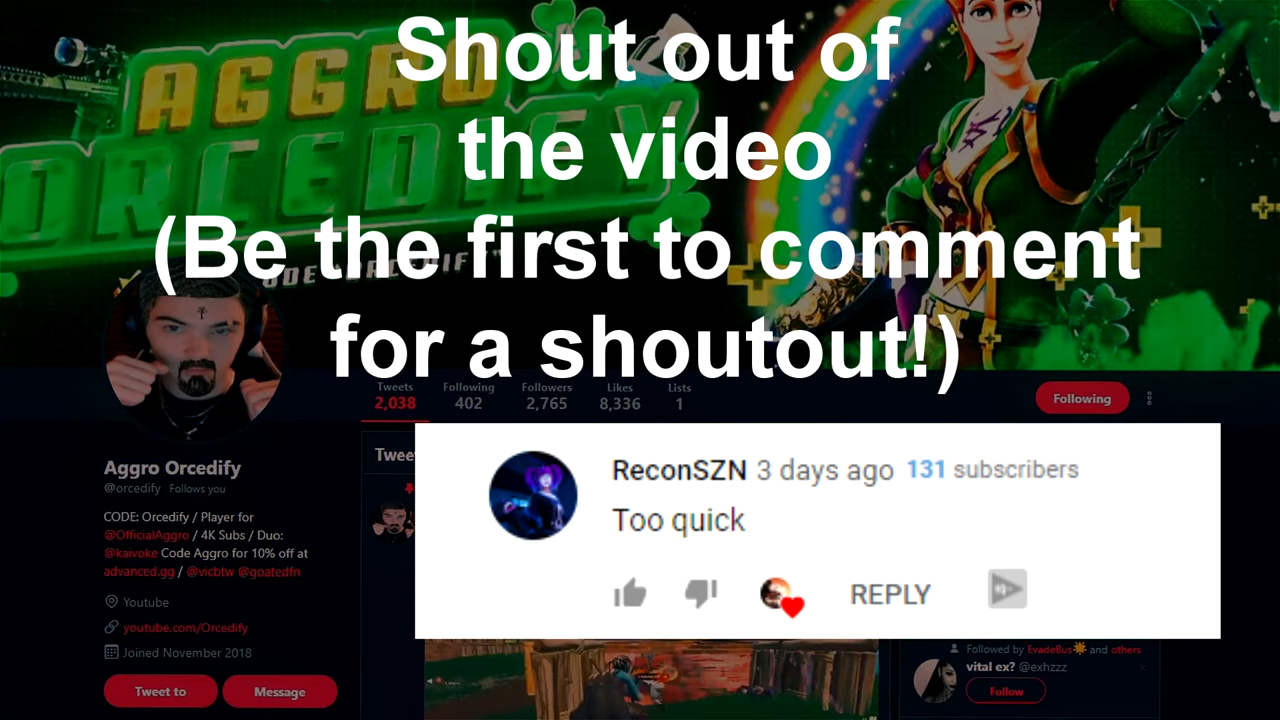 Shout out of
the video
(Be the first to comment
for a shoutout!)
AGGRO
ORCEDIFY
Tweets
Following
Followers
Likes
Lists
2,038
402
2,765
8,336
1
Following
Aggro Orcedify
@orcedify Follows you
CODE: Orcedify / Player for
@OfficialAggro / 4K Subs / Duo:
@kaivoke Code Aggro for 10% off at
advanced.gg / @vicbtw @goatedfn
Youtube
youtube.com/Orcedify
Joined November 2018
Tweet to
Message
Twee
ReconSZN 3 days ago 131 subscribers
Too quick
REPLY
Followed by EvadeBus and others
vital ex? @exhzzz
Follow